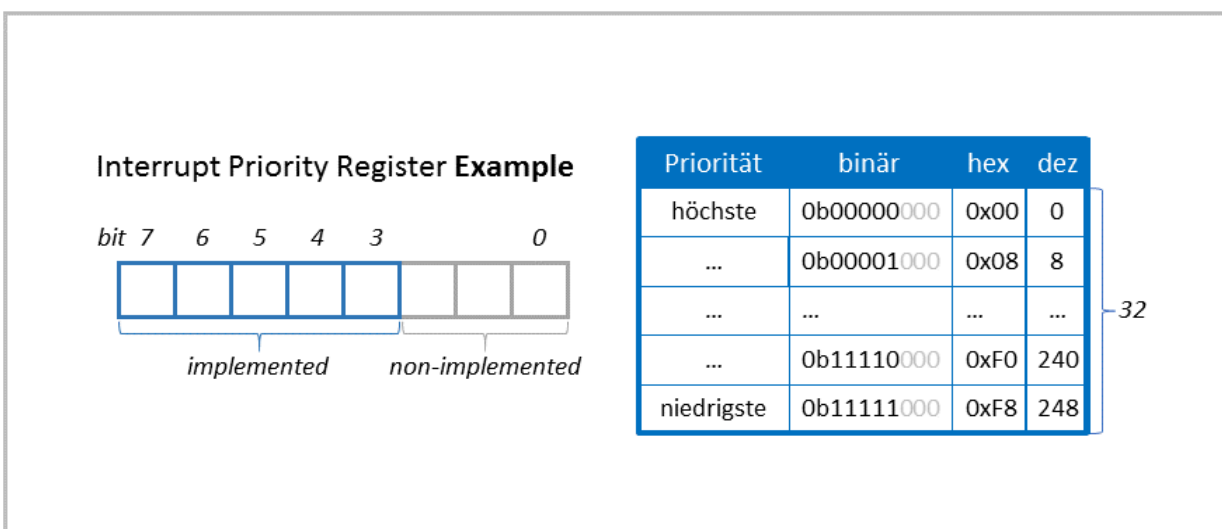 Interrupt Priority Register Example
bit 7 6 5 4 3 0
implemented non-implemented
Priorität binär hex dez
höchste 0b00000000 0x00 0
... 0b00001000 0x08 8
... ... ... ...
... 0b11110000 0xF0 240
niedrigste 0b11111000 0xF8 248
32